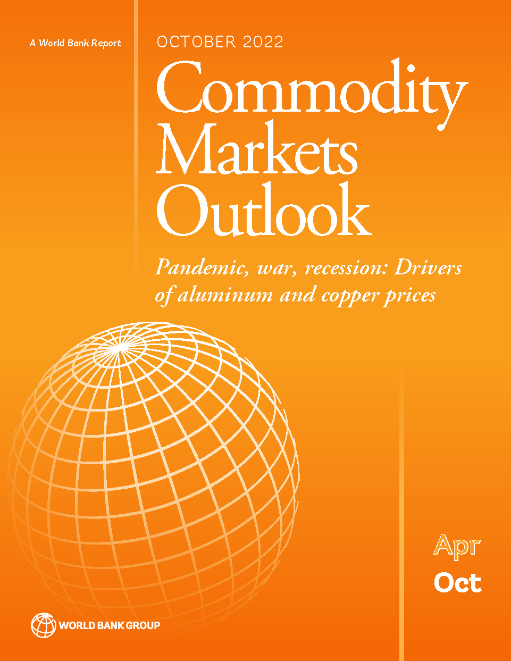 A World Bank Report
OCTOBER 2022
Commodity
Markets
Outlook
Pandemic, war, recession: Drivers
of aluminum and copper prices
Apr
Oct
WORLD BANK GROUP